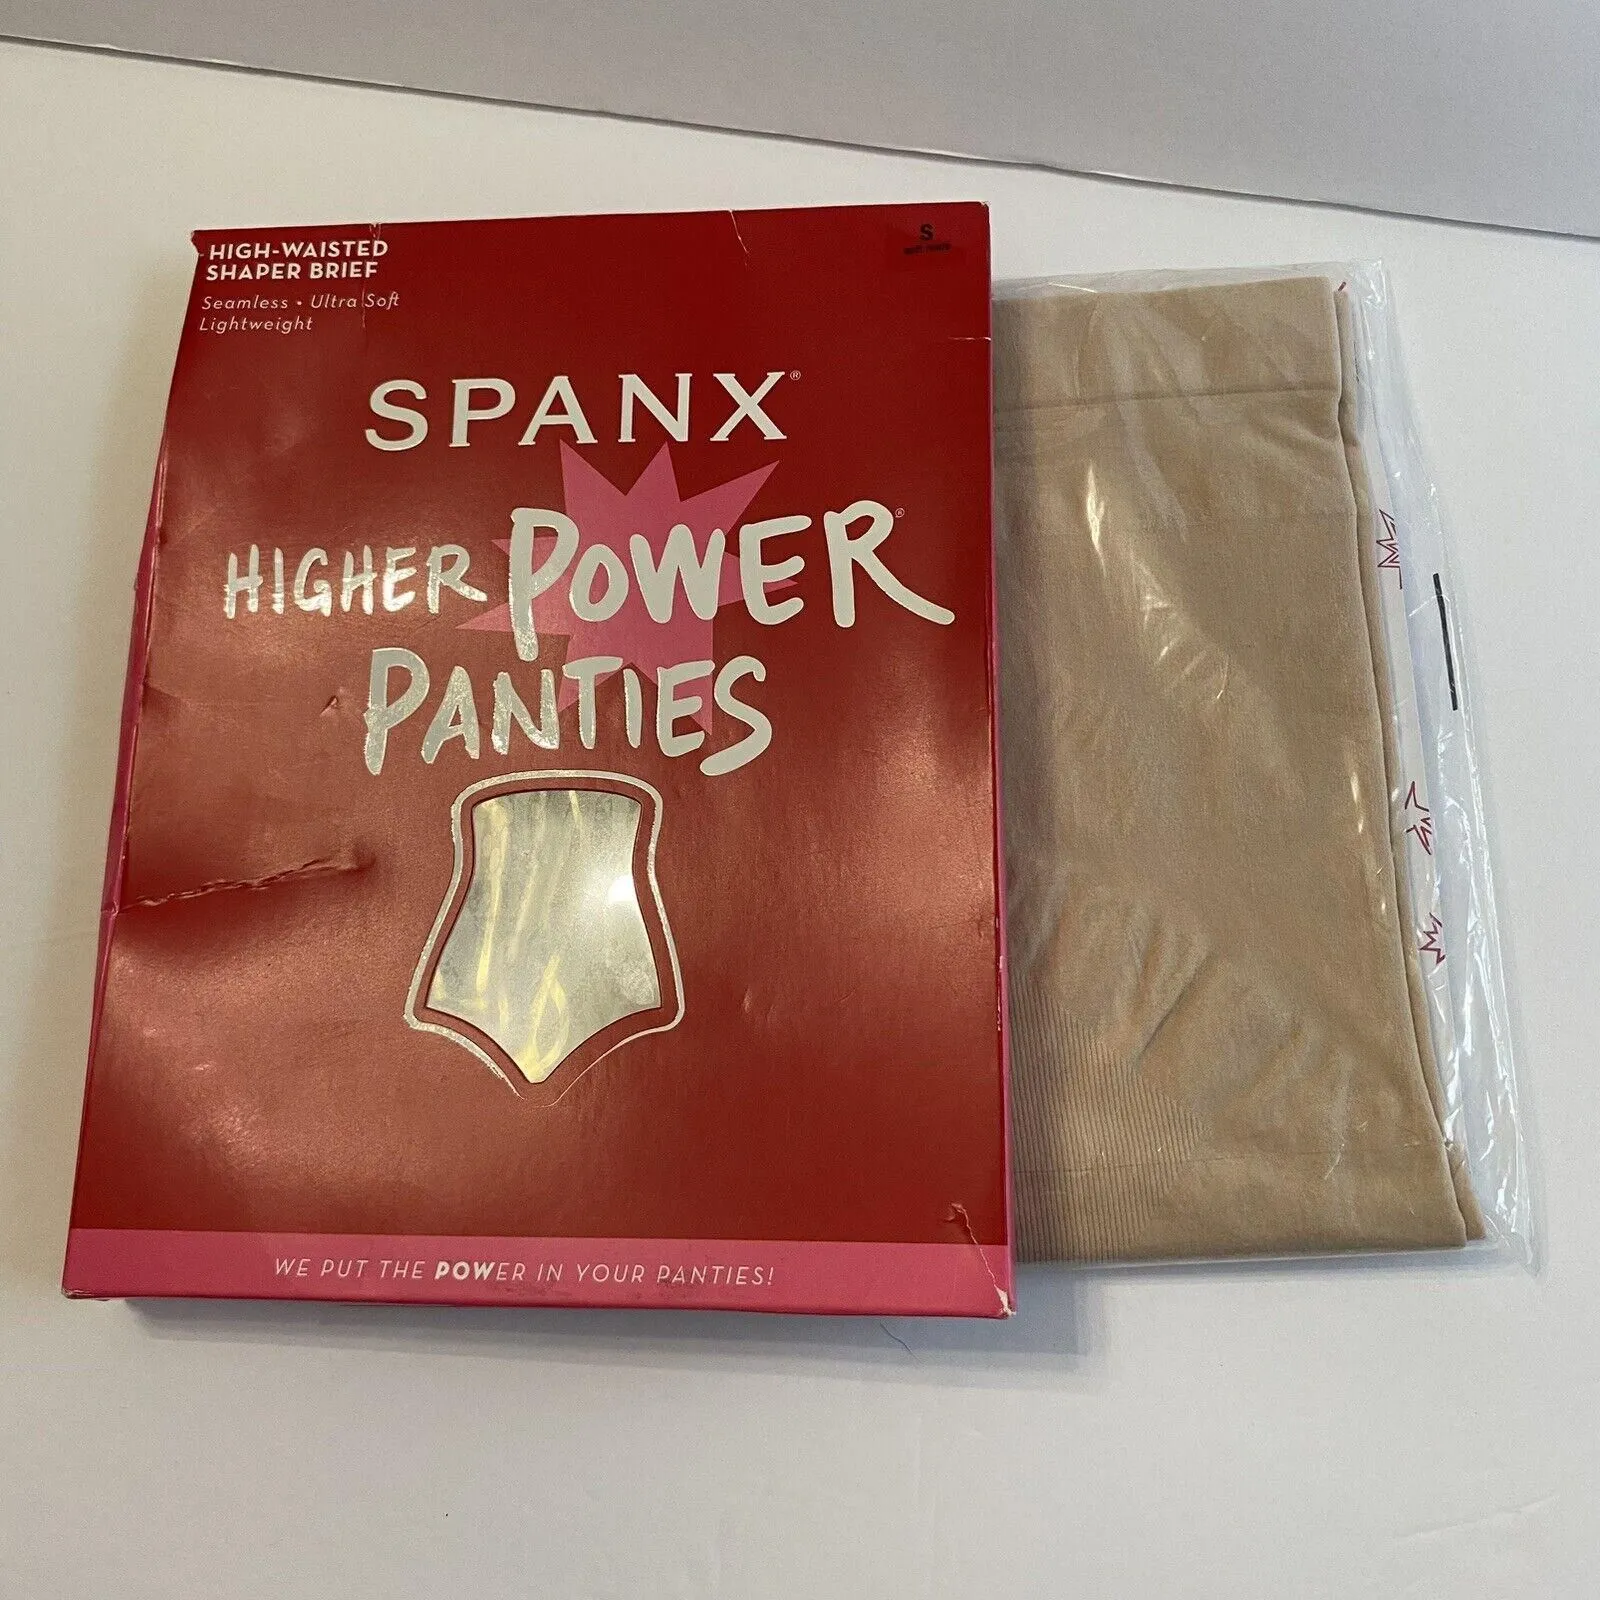 HIGH-WAISTED
SHAPER BRIEF
Seamless • Ultra Soft
Lightweight
S
SPANX®
HIGHER POWER®
PANTIES
WE PUT THE POWER IN YOUR PANTIES!